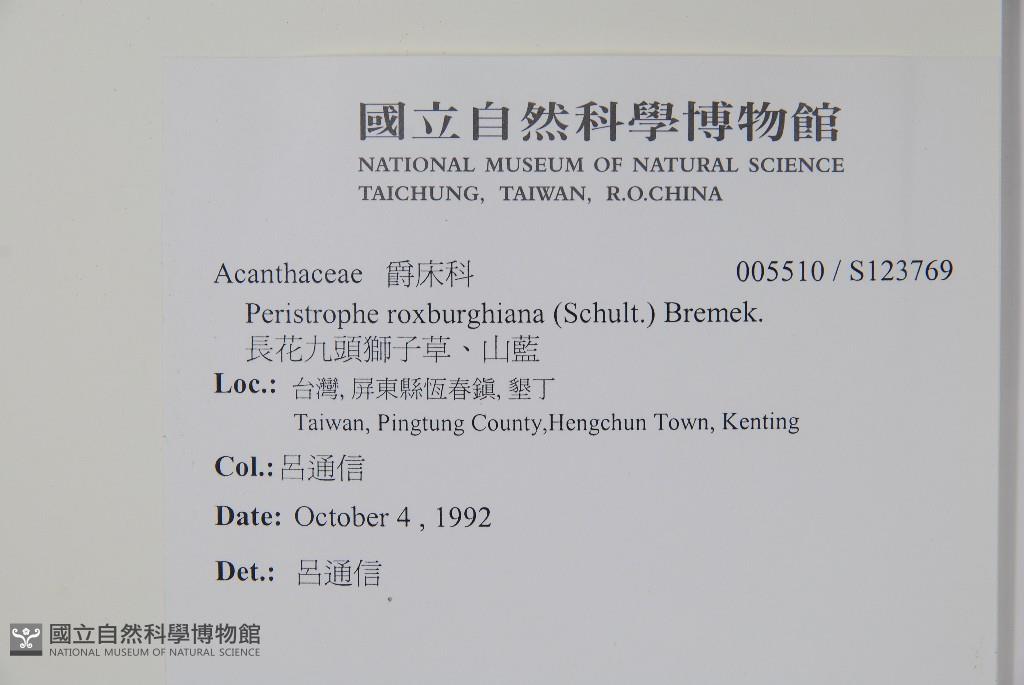 國立自然科學博物館
NATIONAL MUSEUM OF NATURAL SCIENCE
TAICHUNG, TAIWAN, R.O.CHINA
Acanthaceae 爵床科 005510 / S123769
Peristrophe roxburghiana (Schult.) Bremek.
長花九頭獅子草、山藍
Loc.: 台灣, 屏東縣恆春鎮, 墾丁
Taiwan, Pingtung County,Hengchun Town, Kenting
Col.: 呂通信
Date: October 4 , 1992
Det.: 呂通信
國立自然科學博物館
NATIONAL MUSEUM OF NATURAL SCIENCE